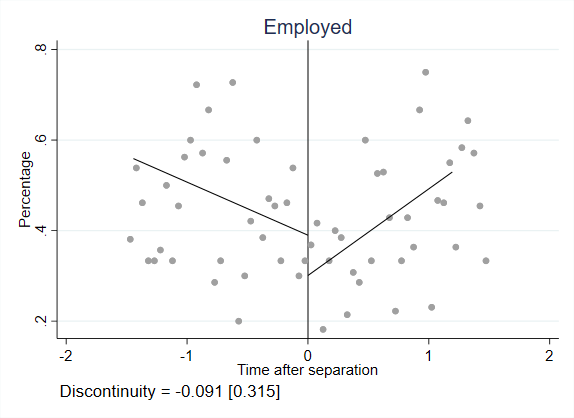 Employed
Percentage
.8
.6
.4
.2
-2 -1 0 1 2
Time after separation
Discontinuity = -0.091 [0.315]